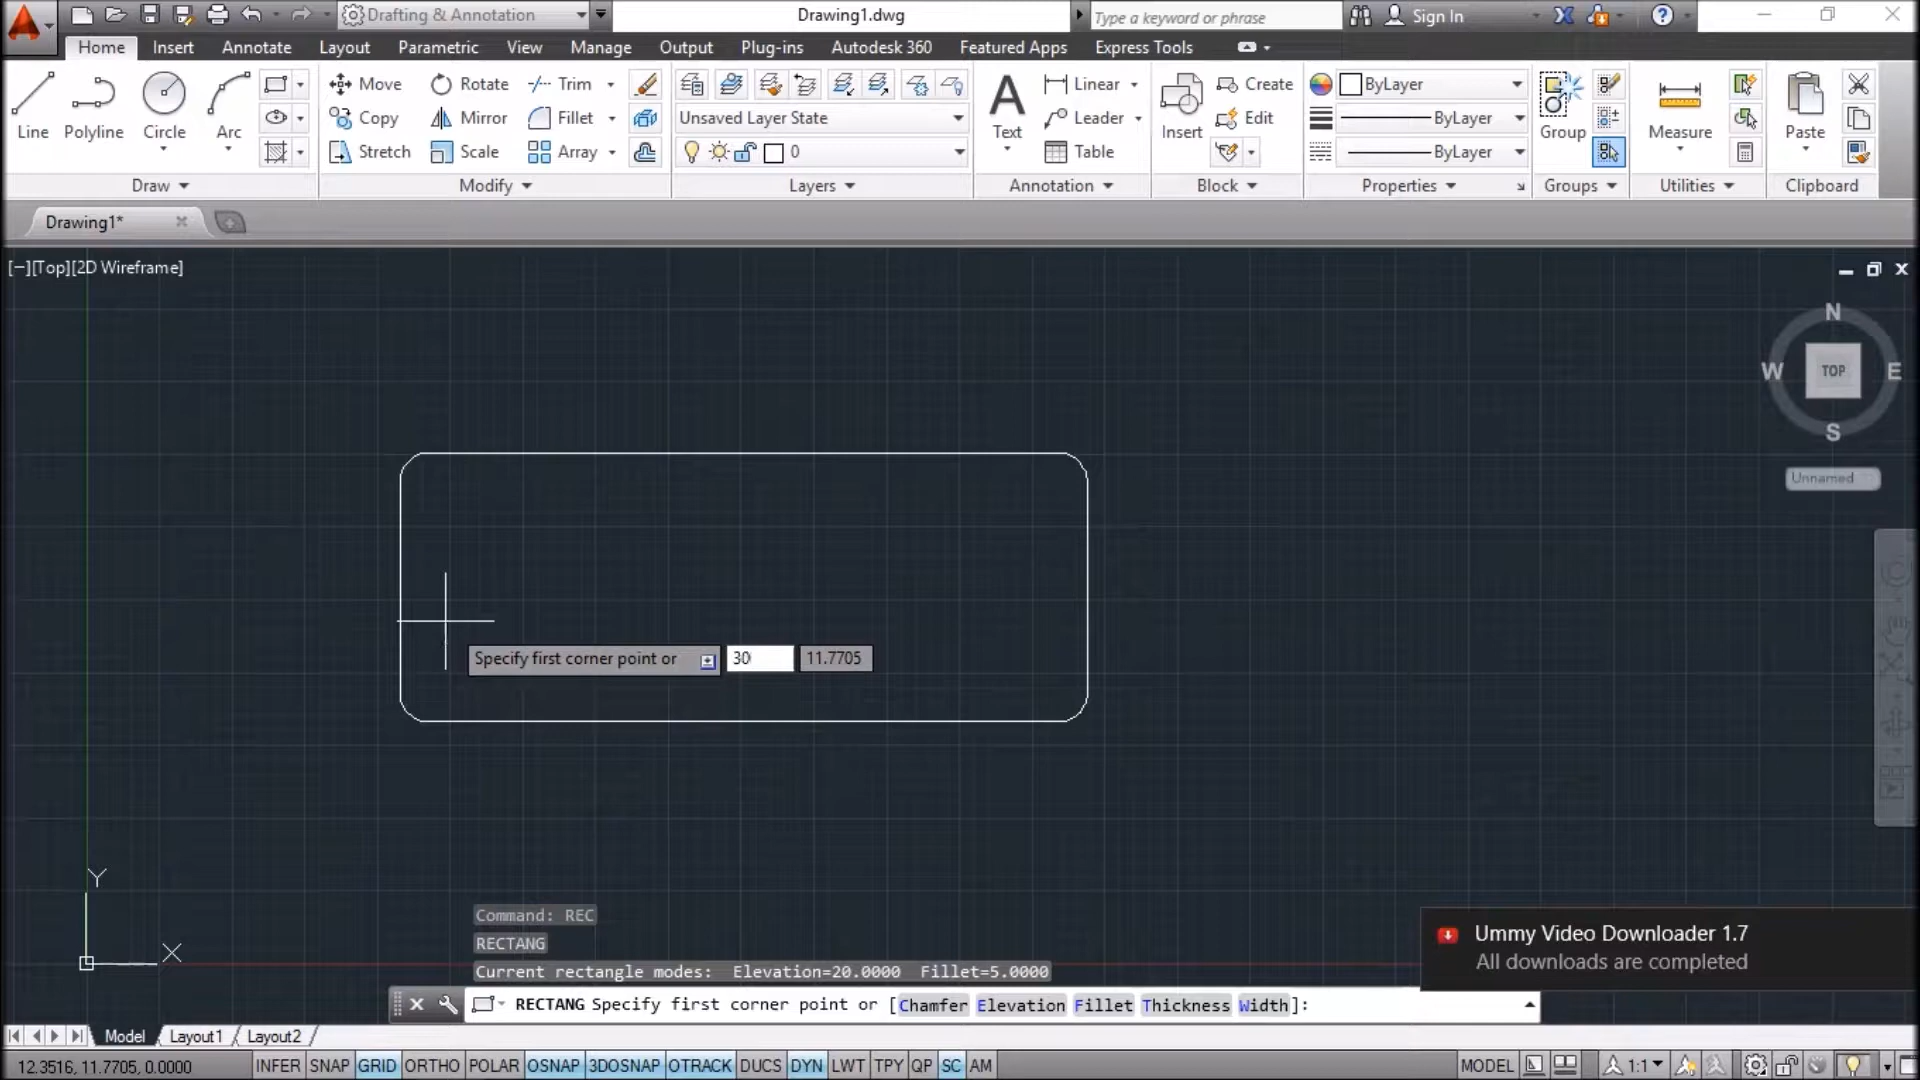 Drafting & Annotation
Drawing1.dwg
Type a keyword or phrase
Sign In
Home Insert Annotate Layout Parametric View Manage Output Plug-ins Autodesk 360 Featured Apps Express Tools
Line Polyline Circle Arc
Move Rotate Trim
Copy Mirror Fillet
Stretch Scale Array
Unsaved Layer State
0
A
Text
Linear
Leader
Table
Insert
Create
Edit
ByLayer
ByLayer
ByLayer
Group
Measure
Paste
Draw Modify Layers Annotation Block Properties Groups Utilities Clipboard
Drawing1*
[−][Top][2D Wireframe]
N
W TOP E
S
Unnamed
Specify first corner point or 30 11.7705
Y
X
Command: REC
RECTANG
Current rectangle modes: Elevation=20.0000 Fillet=5.0000
RECTANG Specify first corner point or [Chamfer Elevation Fillet Thickness Width]:
Ummy Video Downloader 1.7
All downloads are completed
Model Layout1 Layout2
12.3516, 11.7705, 0.0000
INFER SNAP GRID ORTHO POLAR OSNAP 3DOSNAP OTRACK DUCS DYN LWT TPY QP SC AM
MODEL 1:1